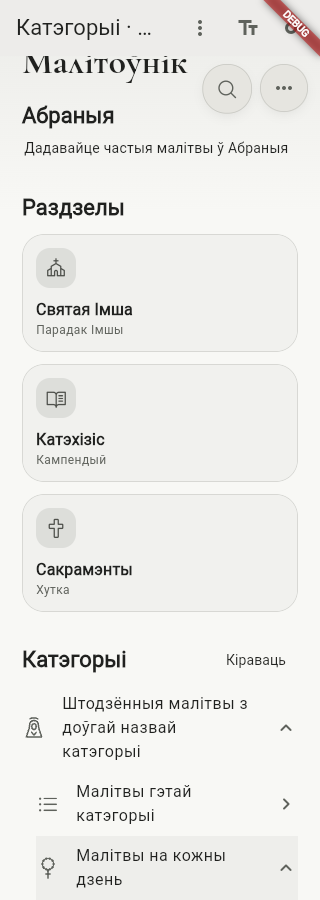 Катэгорыі · ...
DEBUG
Малітоўнік
Абраныя
Дадавайце частыя малітвы ў Абраныя
Раздзелы
Святая Імша
Парадак Імшы
Катэхізіс
Кампендый
Сакрамэнты
Хутка
Катэгорыі
Кіраваць
Штодзённыя малітвы з
доўгай назвай
катэгорыі
Малітвы гэтай
катэгорыі
Малітвы на кожны
дзень